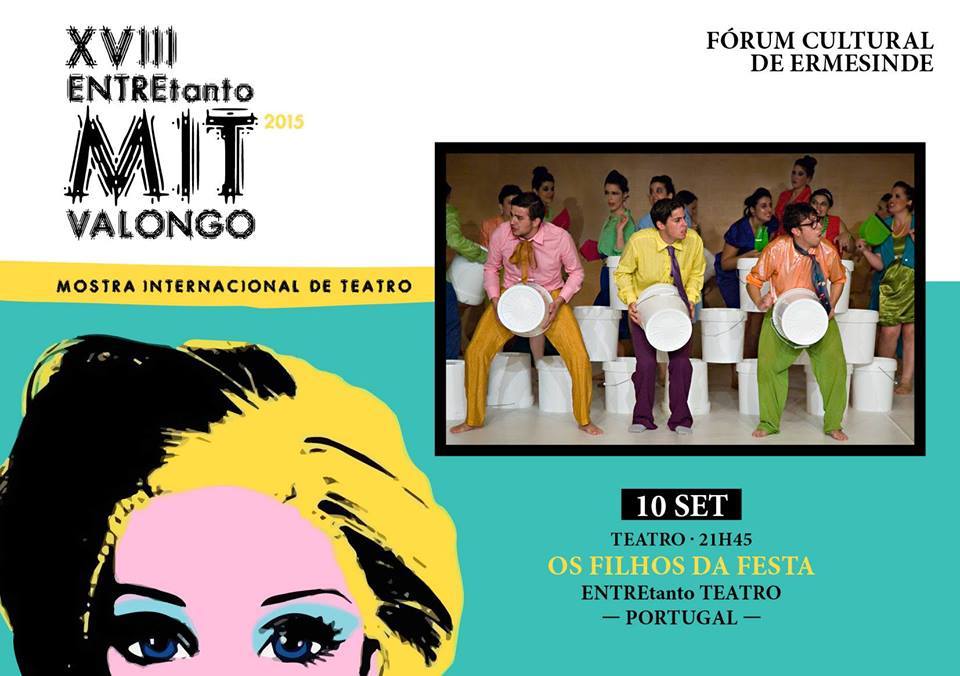 XVIII
ENTREtanto
MIT 2015
VALONGO
MOSTRA INTERNACIONAL DE TEATRO
FÓRUM CULTURAL
DE ERMESINDE
10 SET
TEATRO · 21H45
OS FILHOS DA FESTA
ENTREtanto TEATRO
— PORTUGAL —